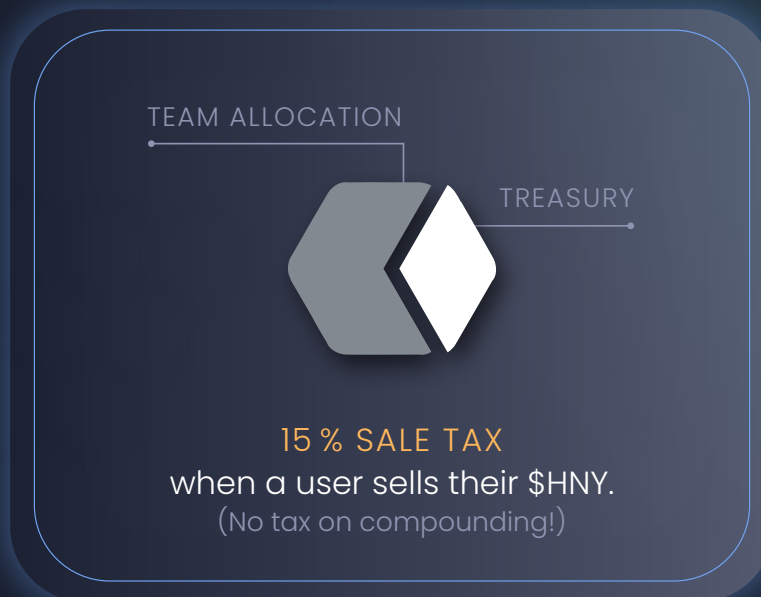 TEAM ALLOCATION
TREASURY
15 % SALE TAX
when a user sells their $HNY.
(No tax on compounding!)